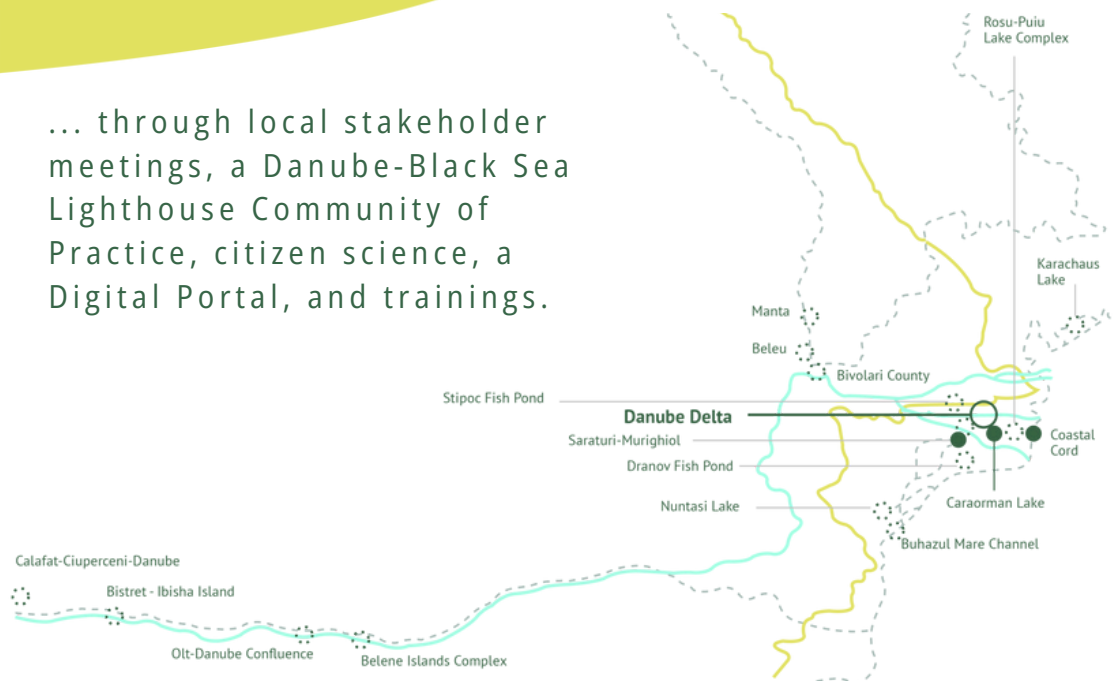 ... through local stakeholder
meetings, a Danube-Black Sea
Lighthouse Community of
Practice, citizen science, a
Digital Portal, and trainings.
Rosu-Puiu
Lake Complex
Karachaus
Lake
Manta
Beleu
Bivolari County
Stipoc Fish Pond
Danube Delta
Saraturi-Murighiol
Coastal
Cord
Dranov Fish Pond
Nuntasi Lake
Caraorman Lake
Buhazul Mare Channel
Calafat-Ciuperceni-Danube
Bistret - Ibisha Island
Olt-Danube Confluence
Belene Islands Complex